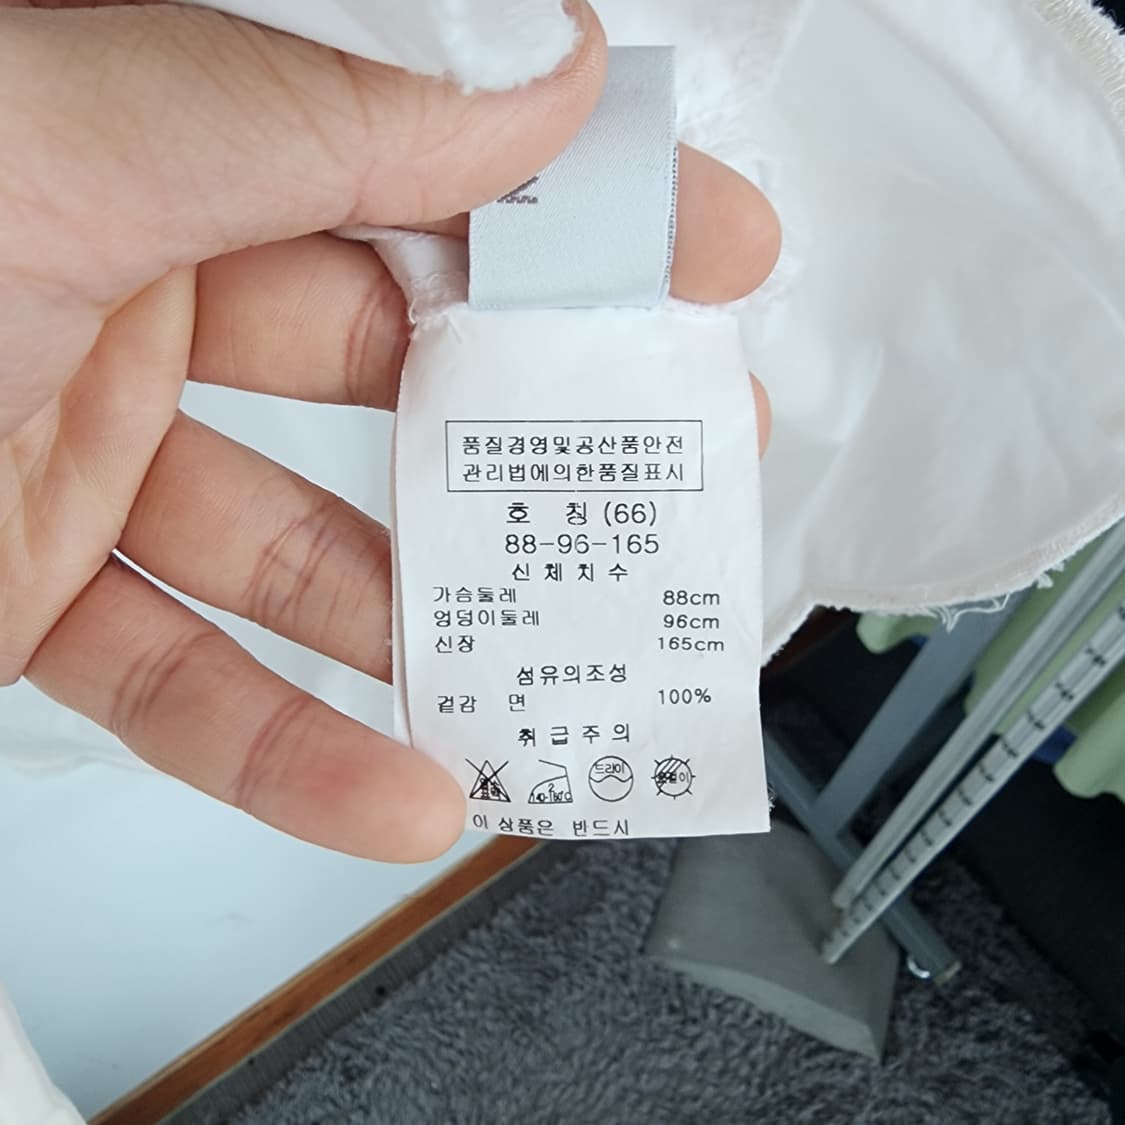 품질경영및공산품안전
관리법에의한품질표시
호 칭 (66)
88-96-165
신 체 치 수
가슴둘레 88cm
엉덩이둘레 96cm
신장 165cm
섬유의조성
겉감 면 100%
취 급 주 의
드라이
이 상품은 반드시